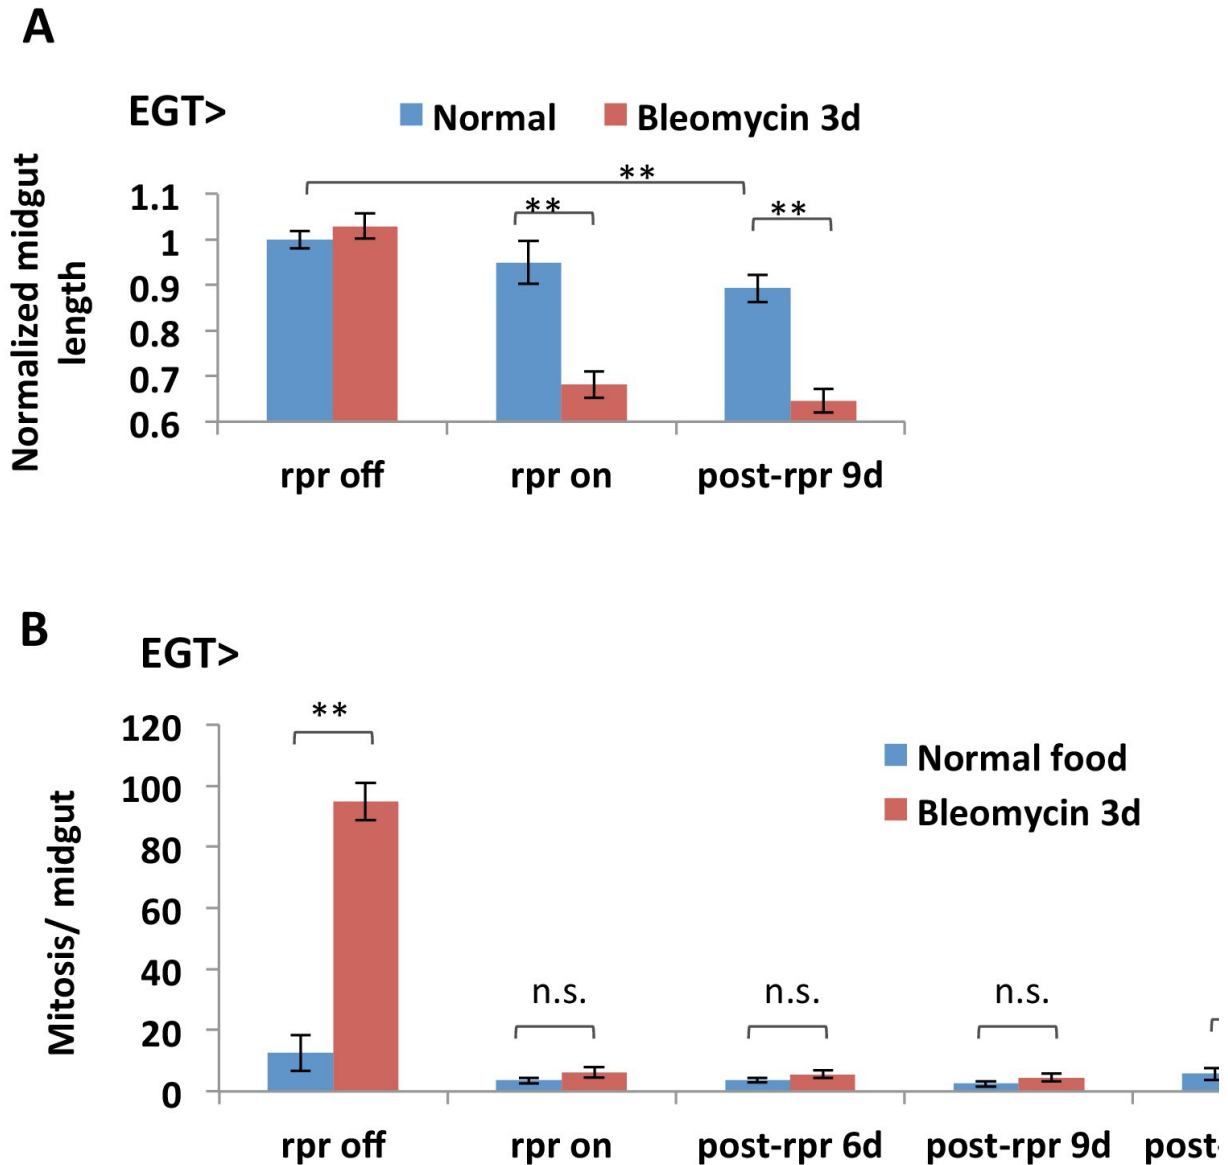 A
EGT>
Normal
Bleomycin 3d
Normalized midgut
length
**
**
**
1.1
1
0.9
0.8
0.7
0.6
rpr off
rpr on
post-rpr 9d
B
EGT>
**
Normal food
Bleomycin 3d
Mitosis/ midgut
120
100
80
60
40
20
0
n.s.
n.s.
n.s.
rpr off
rpr on
post-rpr 6d
post-rpr 9d
post-